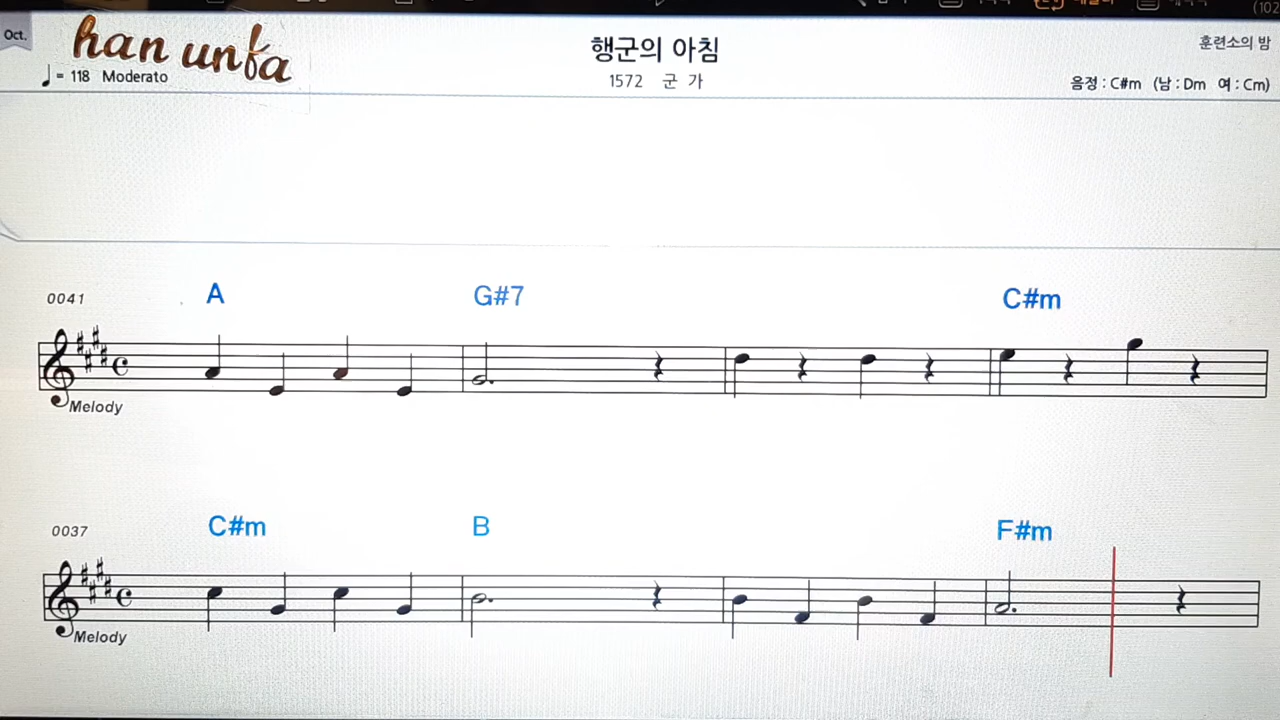 Oct.
han unfa
♩= 118 Moderato
행군의 아침
1572 군 가
훈련소의 밤
음정 : C#m (남 : Dm 여 : Cm)
0041
A G#7 C#m
Melody
0037
C#m B F#m
Melody